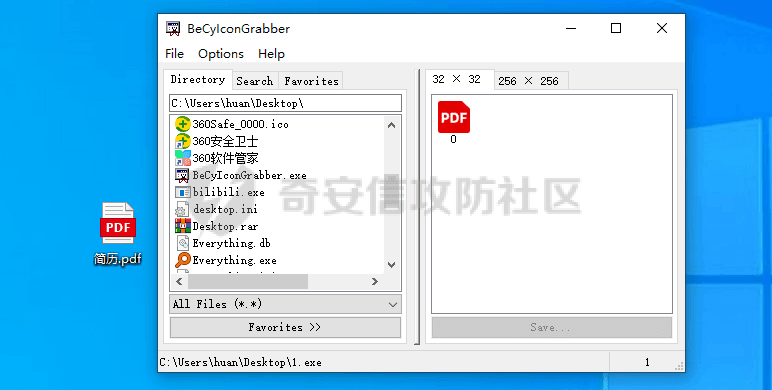 BeCyIconGrabber
File Options Help
Directory Search Favorites
C:\Users\huan\Desktop\
360Safe_0000.ico
360安全卫士
360软件管家
BeCyIconGrabber.exe
bilibili.exe
desktop.ini
Desktop.rar
Everything.db
Everything.exe
All Files (*.*)
Favorites >>
32 × 32 256 × 256
PDF
0
Save...
C:\Users\huan\Desktop\1.exe 1
PDF
简历.pdf
奇安信攻防社区